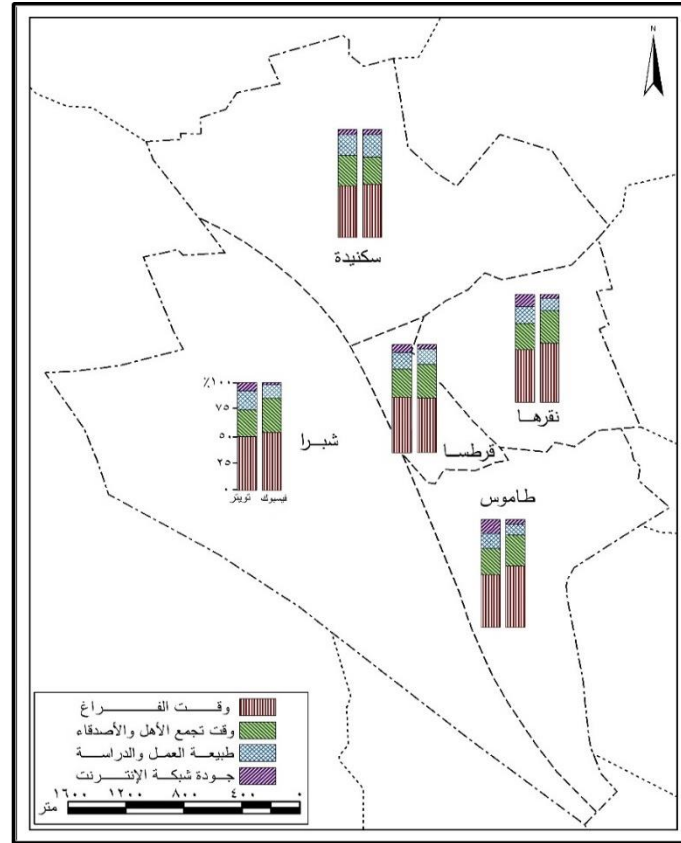 N
سكنيدة
نقرها
قرطسا
شبرا
٪١٠٠
٧٥
٥٠
٢٥
٠
تويتر فيسبوك
طاموس
وقت الفراغ
وقت تجمع الأهل والأصدقاء
طبيعة العمل والدراسة
جودة شبكة الإنترنت
١٦٠٠ ١٢٠٠ ٨٠٠ ٤٠٠ ٠
متر